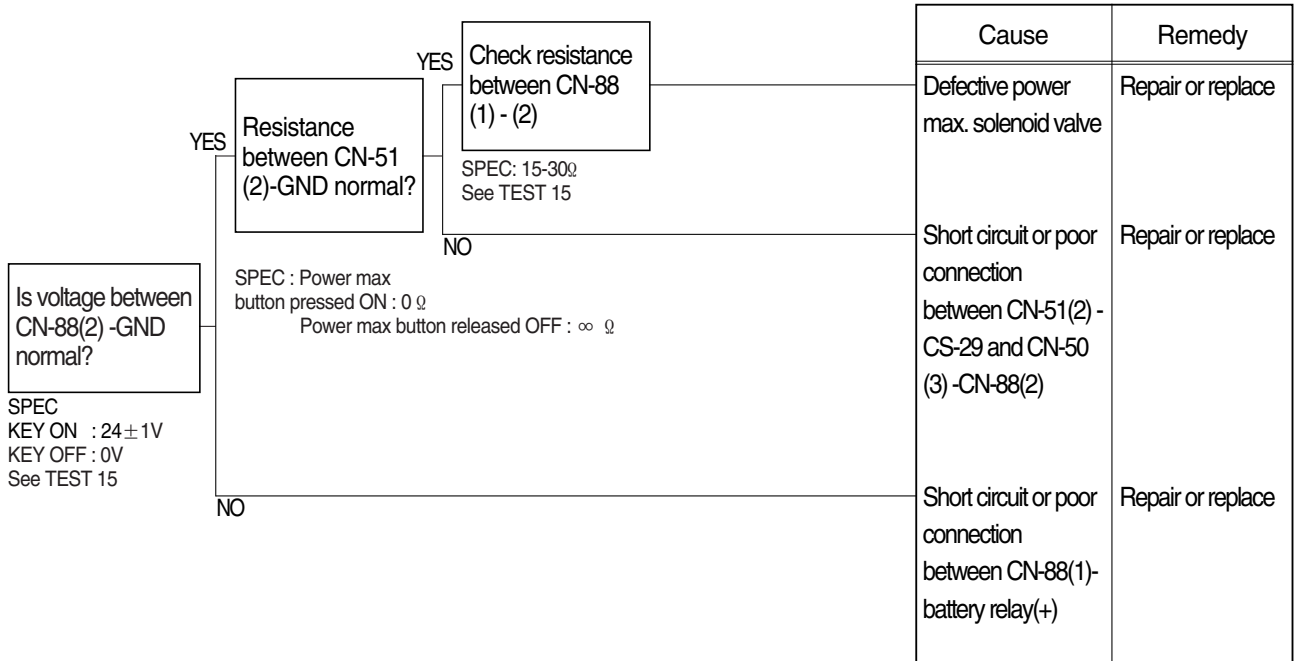 Is voltage between
CN-88(2) -GND
normal?
SPEC
KEY ON : 24±1V
KEY OFF : 0V
See TEST 15
YES
NO
Resistance
between CN-51
(2)-GND normal?
SPEC : Power max
button pressed ON : 0 Ω
Power max button released OFF : ∞ Ω
YES
NO
Check resistance
between CN-88
(1) - (2)
SPEC: 15-30Ω
See TEST 15
Cause
Remedy
Defective power
max. solenoid valve
Repair or replace
Short circuit or poor
connection
between CN-51(2) -
CS-29 and CN-50
(3) -CN-88(2)
Repair or replace
Short circuit or poor
connection
between CN-88(1)-
battery relay(+)
Repair or replace